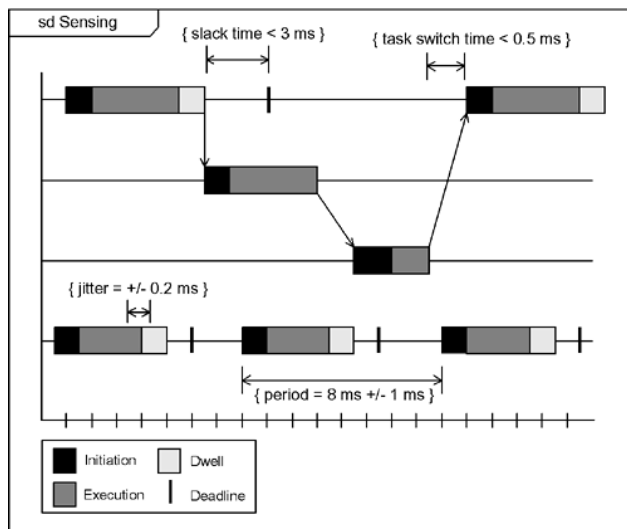 sd Sensing
{ slack time < 3 ms }
{ task switch time < 0.5 ms }
{ jitter = +/- 0.2 ms }
{ period = 8 ms +/- 1 ms }
Initiation
Dwell
Execution
Deadline